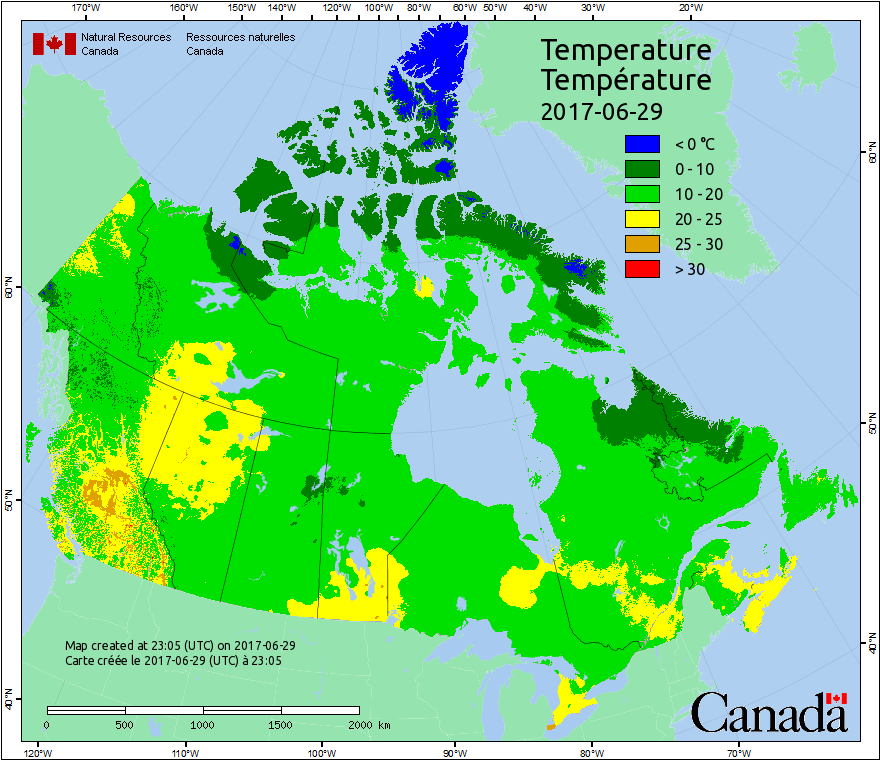 170°W 160°W 150°W 140°W 130°W 120°W 110°W 100°W 90°W 80°W 70°W 60°W 50°W 40°W 30°W 20°W
Natural Resources Ressources naturelles
Canada Canada
Temperature
Température
2017-06-29
< 0 °C
0 - 10
10 - 20
20 - 25
25 - 30
> 30
60°N
60°N
50°N
50°N
40°N
40°N
Map created at 23:05 (UTC) on 2017-06-29
Carte créée le 2017-06-29 (UTC) à 23:05
0 500 1000 1500 2000 km
Canada
120°W 110°W 100°W 90°W 80°W 70°W